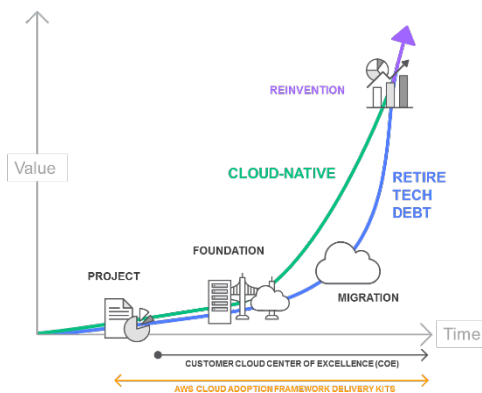 REINVENTION
Value
CLOUD-NATIVE
RETIRE
TECH
DEBT
FOUNDATION
PROJECT
MIGRATION
Time
CUSTOMER CLOUD CENTER OF EXCELLENCE (COE)
AWS CLOUD ADOPTION FRAMEWORK DELIVERY KITS